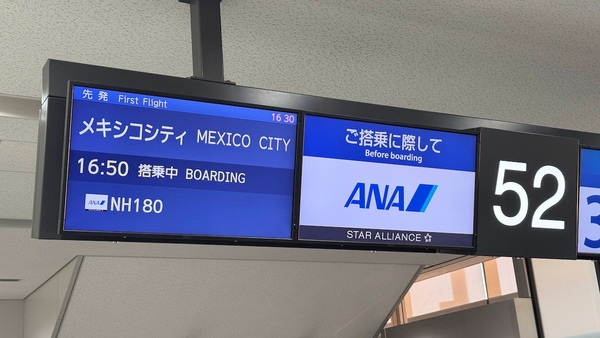 先発 First Flight
16 30
メキシコシティ MEXICO CITY
16:50 搭乗中 BOARDING
ANA NH180
ご搭乗に際して
Before boarding
ANA
STAR ALLIANCE
52
3